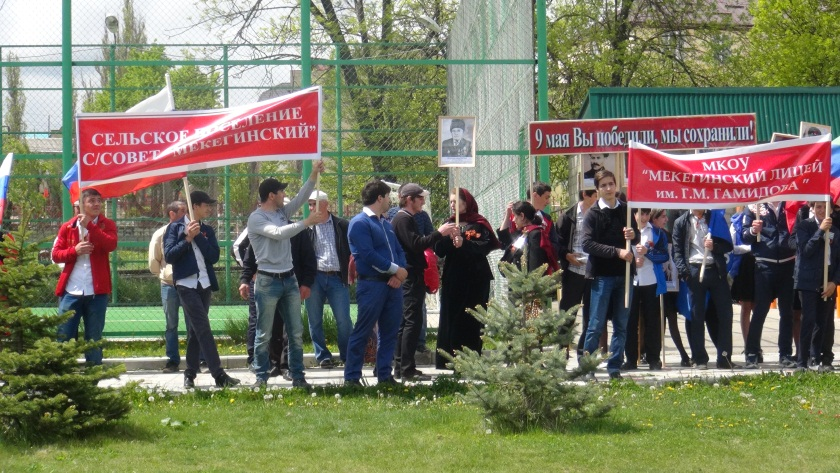 СЕЛЬСКОЕ ПОСЕЛЕНИЕ
С/СОВЕТ "МЕКЕГИНСКИЙ"
9 мая Вы победили, мы сохранили!
МКОУ
"МЕКЕГИНСКИЙ ЛИЦЕЙ
им. Г.М. ГАМИДОВА"